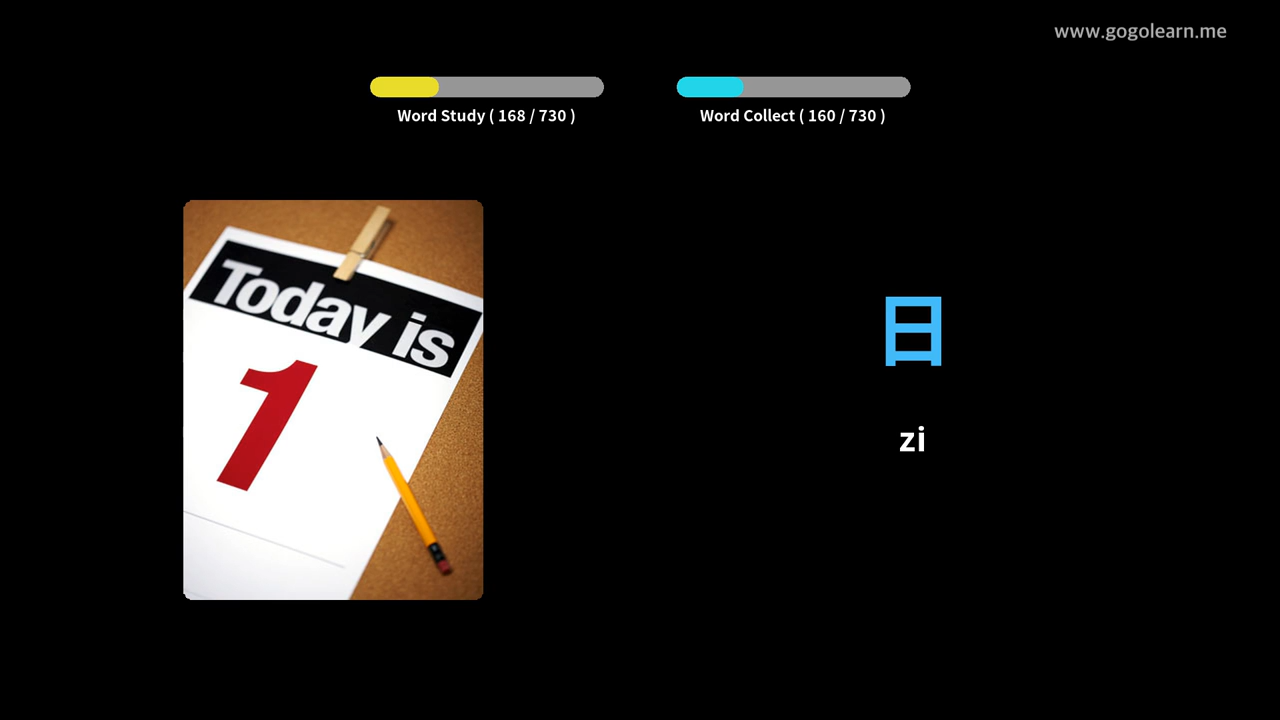 www.gogolearn.me
Word Study ( 168 / 730 )
Word Collect ( 160 / 730 )
Today is
1
日
zi